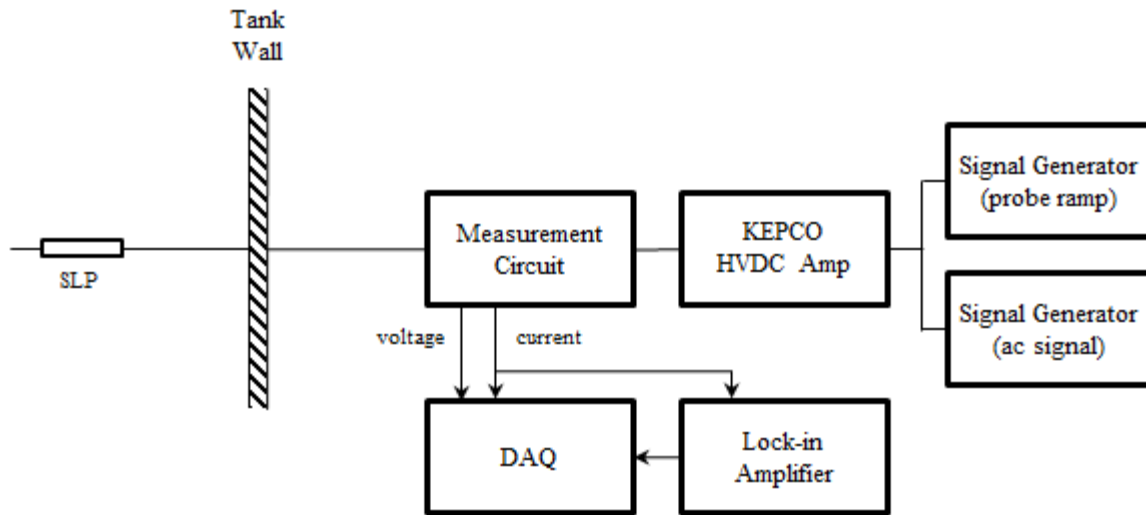 Tank
Wall
Signal Generator
(probe ramp)
Measurement
Circuit
KEPCO
HVDC Amp
SLP
Signal Generator
(ac signal)
voltage
current
DAQ
Lock-in
Amplifier